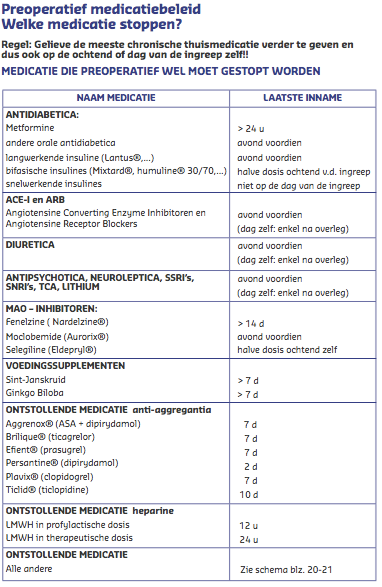 Preoperatief medicatiebeleid
Welke medicatie stoppen?
Regel: Gelieve de meeste chronische thuismedicatie verder te geven en
dus ook op de ochtend of dag van de ingreep zelf!!
MEDICATIE DIE PREOPERATIEF WEL MOET GESTOPT WORDEN
NAAM MEDICATIE LAATSTE INNAME
ANTIDIABETICA:
Metformine > 24 u
andere orale antidiabetica avond voordien
langwerkende insuline (Lantus®,...) avond voordien
bifasische insulines (Mixtard®, humuline® 30/70,...) halve dosis ochtend v.d. ingreep
snelwerkende insulines niet op de dag van de ingreep
ACE-I en ARB
Angiotensine Converting Enzyme Inhibitoren en avond voordien
Angiotensine Receptor Blockers (dag zelf: enkel na overleg)
DIURETICA avond voordien
(dag zelf: enkel na overleg)
ANTIPSYCHOTICA, NEUROLEPTICA, SSRI's, avond voordien
SNRI's, TCA, LITHIUM (dag zelf: enkel na overleg)
MAO – INHIBITOREN:
Fenelzine ( Nardelzine®) > 14 d
Moclobemide (Aurorix®) avond voordien
Selegiline (Eldepryl®) halve dosis ochtend zelf
VOEDINGSSUPPLEMENTEN
Sint-Janskruid > 7 d
Ginkgo Biloba > 7 d
ONTSTOLLENDE MEDICATIE anti-aggregantia
Aggrenox® (ASA + dipirydamol) 7 d
Brilique® (ticagrelor) 7 d
Efient® (prasugrel) 7 d
Persantine® (dipirydamol) 2 d
Plavix® (clopidogrel) 7 d
Ticlid® (ticlopidine) 10 d
ONTSTOLLENDE MEDICATIE heparine
LMWH in profylactische dosis 12 u
LMWH in therapeutische dosis 24 u
ONTSTOLLENDE MEDICATIE
Alle andere Zie schema blz. 20-21